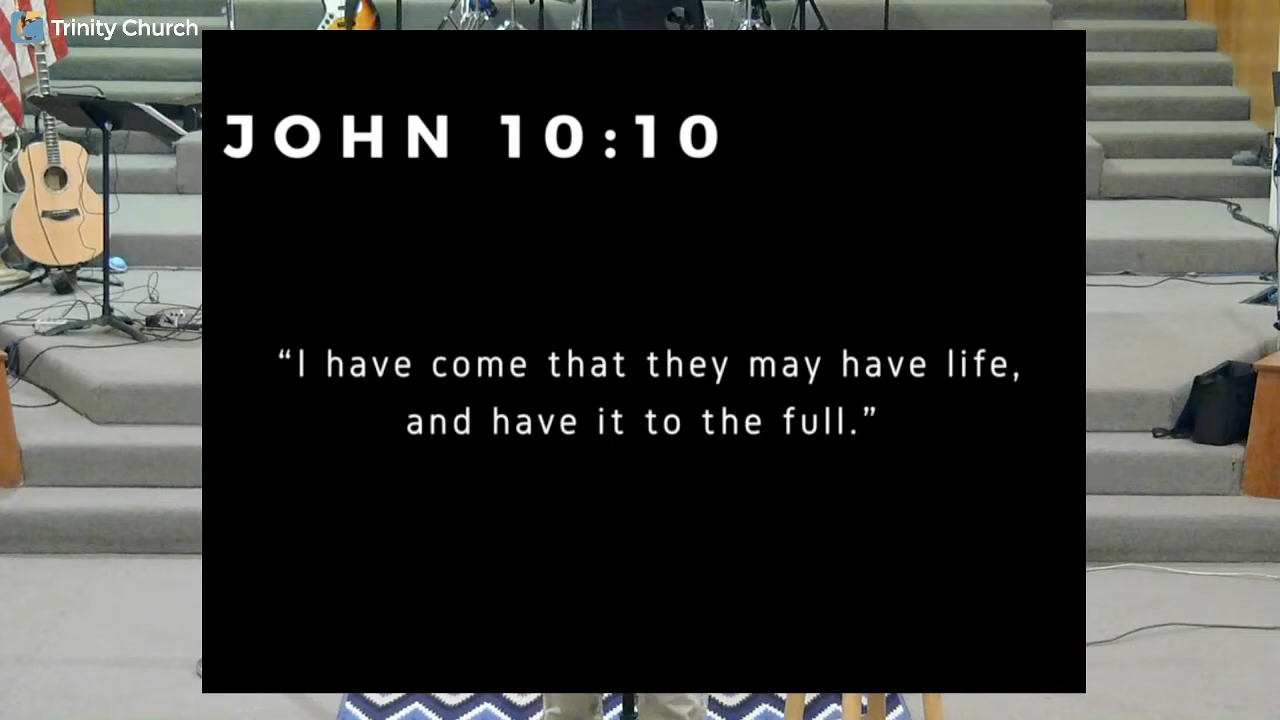 Trinity Church
JOHN 10:10
“I have come that they may have life,
and have it to the full.”